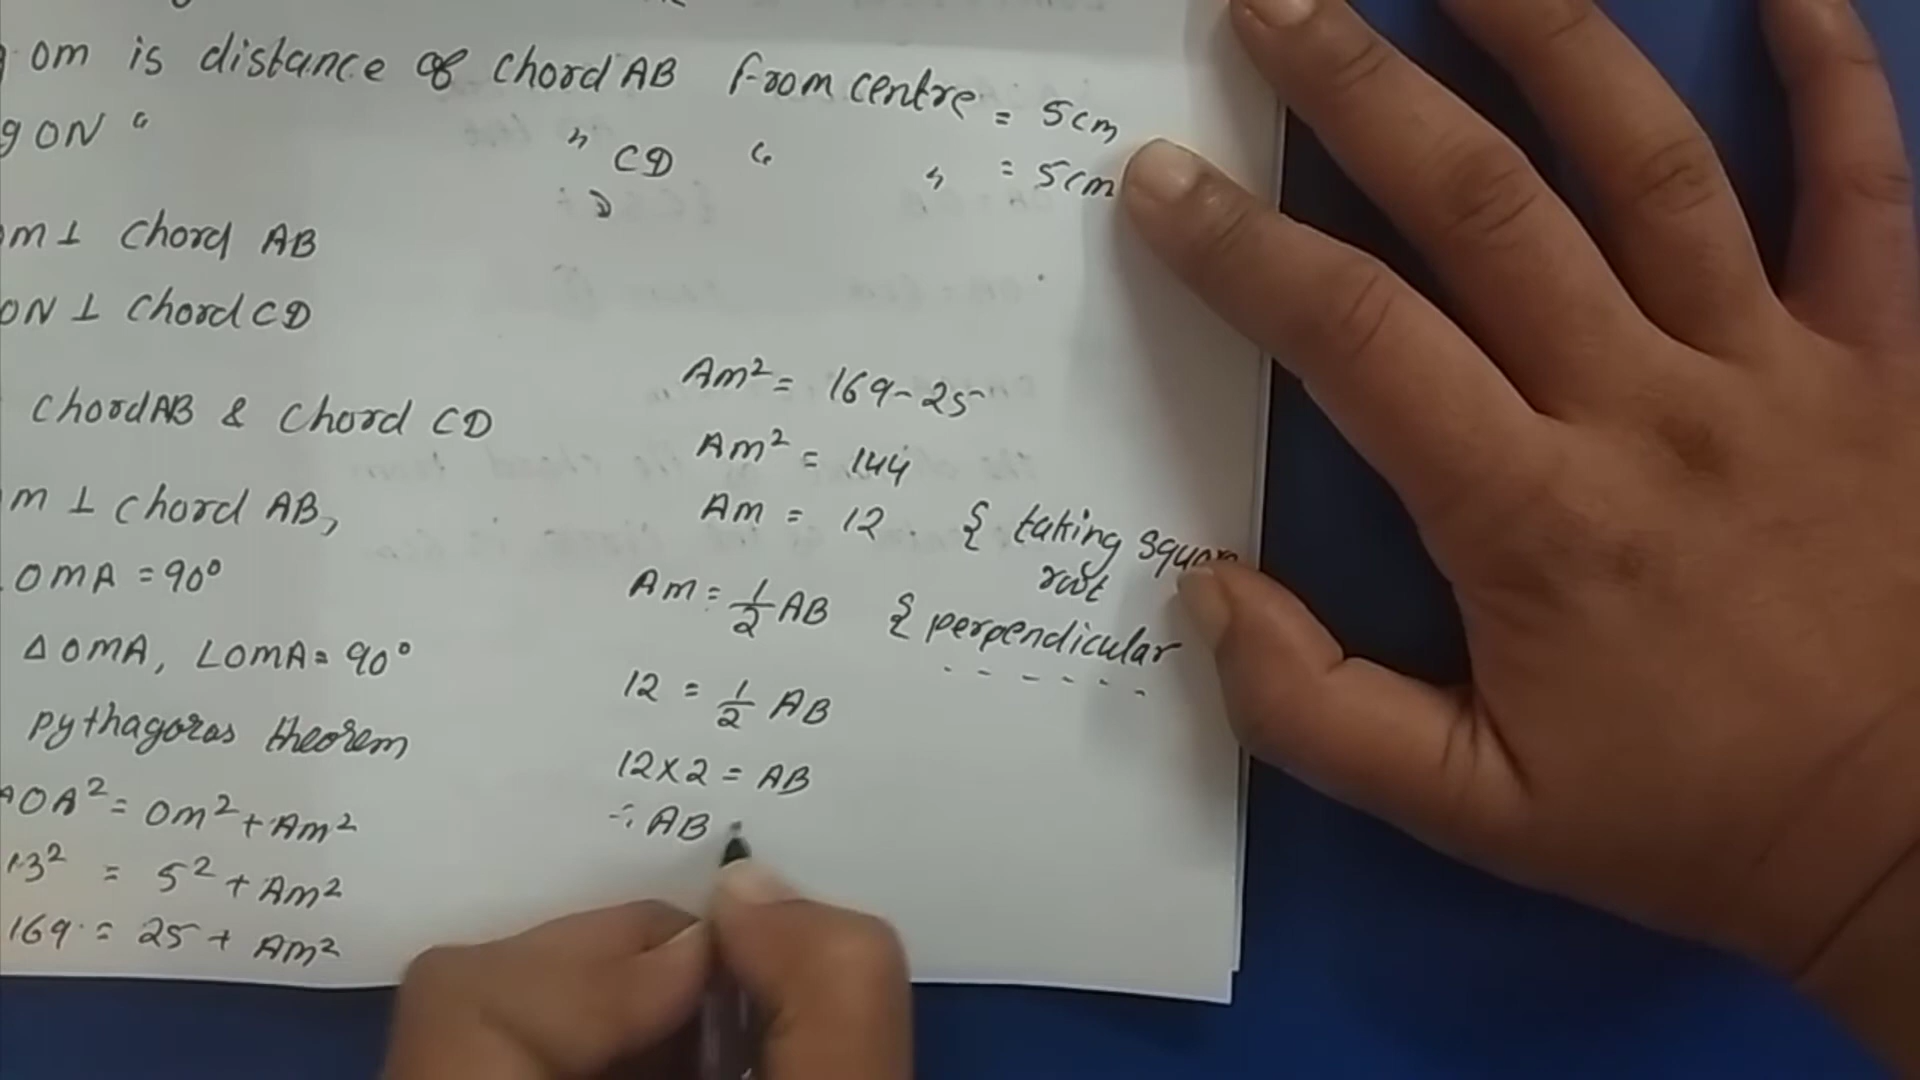 om is distance of chord AB from centre = 5cm
g ON " " CD " " = 5cm
D
m ⊥ chord AB
ON ⊥ chord CD
chord AB & chord CD
m ⊥ chord AB,
OMA = 90°
Δ OMA, ∟OMA = 90°
pythagoras theorem
OA² = OM² + AM²
13² = 5² + AM²
169 = 25 + AM²
AM² = 169 - 25
AM² = 144
AM = 12 { taking square
root
AM = 1/2 AB { perpendicular
- - - - - -
12 = 1/2 AB
12 × 2 = AB
∴ AB